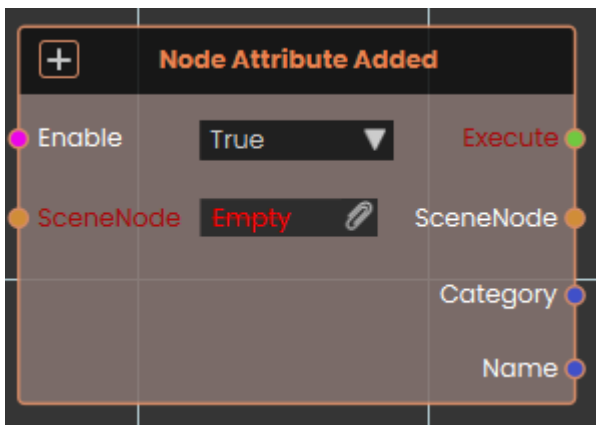 Node Attribute Added
Enable True Execute
SceneNode Empty SceneNode
Category
Name